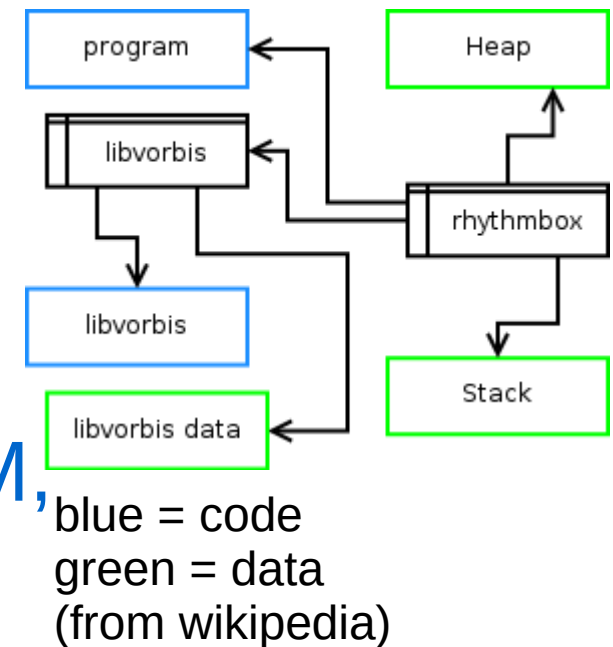 program
Heap
libvorbis
rhythmbox
libvorbis
Stack
libvorbis data
M,
blue = code
green = data
(from wikipedia)